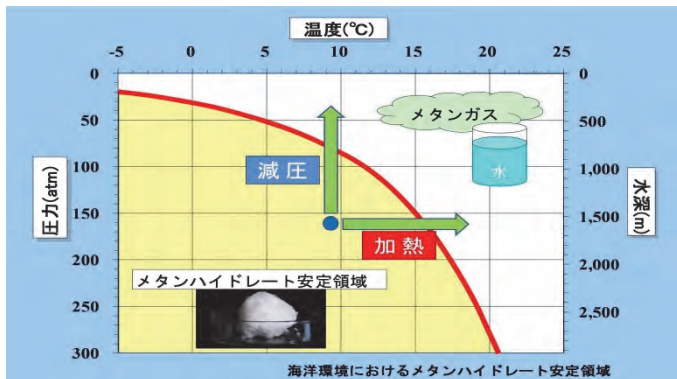 温度(℃)
-5 0 5 10 15 20 25
0 0
50 500
100 1,000
150 1,500
200 2,000
250 2,500
300
圧力(atm)
水深(m)
メタンガス
水
減圧
加熱
メタンハイドレート安定領域
海洋環境におけるメタンハイドレート安定領域